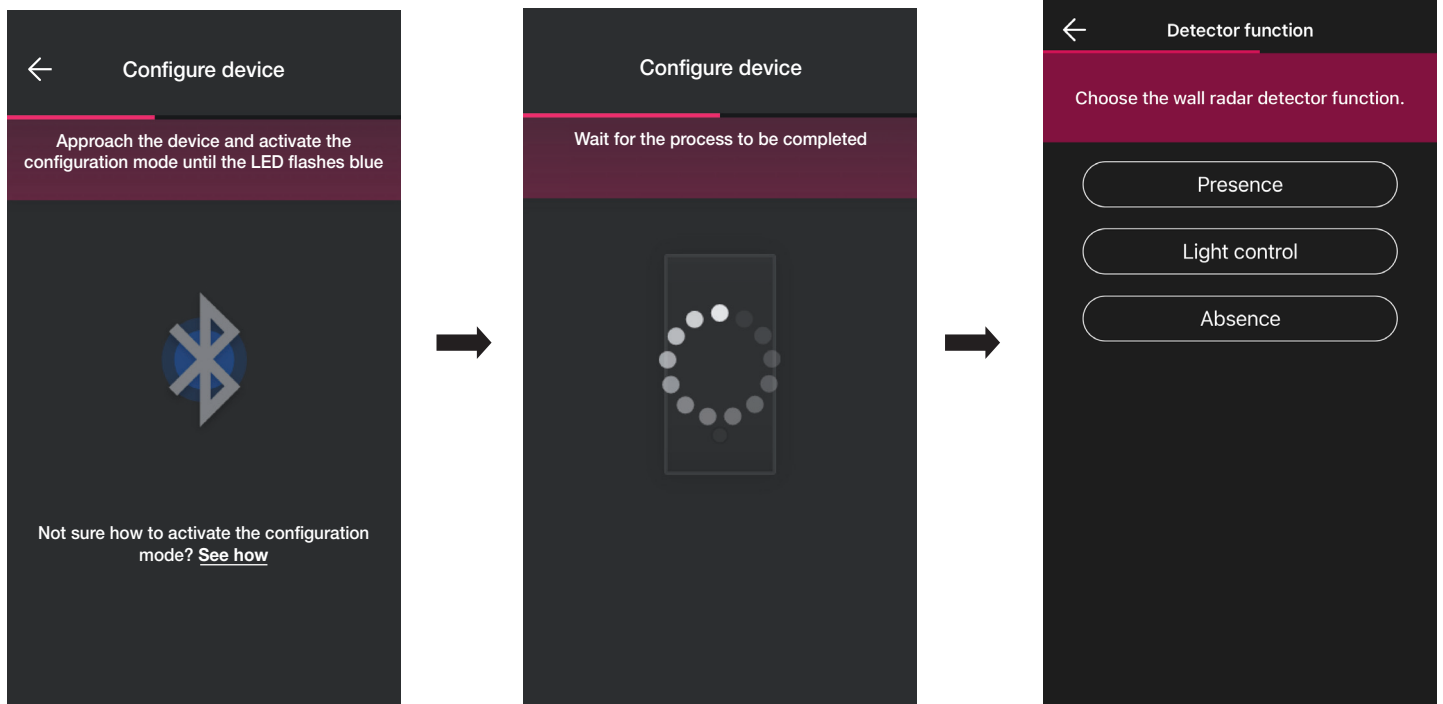 Configure device
Approach the device and activate the
configuration mode until the LED flashes blue
Not sure how to activate the configuration
mode? See how
Configure device
Wait for the process to be completed
Detector function
Choose the wall radar detector function.
Presence
Light control
Absence